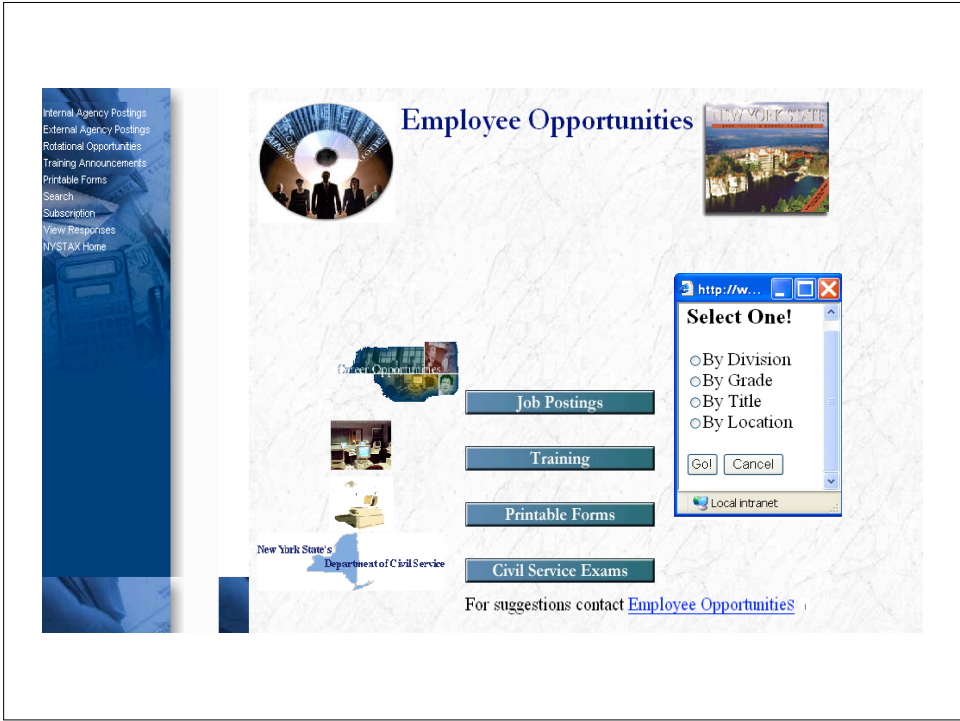 Internal Agency Postings
External Agency Postings
Rotational Opportunities
Training Announcements
Printable Forms
Search
Subscription
View Responses
NYSTAX Home
Employee Opportunities
NEW YORK STATE
http://w...
Select One!
By Division
By Grade
By Title
By Location
Go!
Cancel
Local intranet
Career Opportunities
Job Postings
Training
Printable Forms
New York State's
Department of Civil Service
Civil Service Exams
For suggestions contact Employee Opportunities